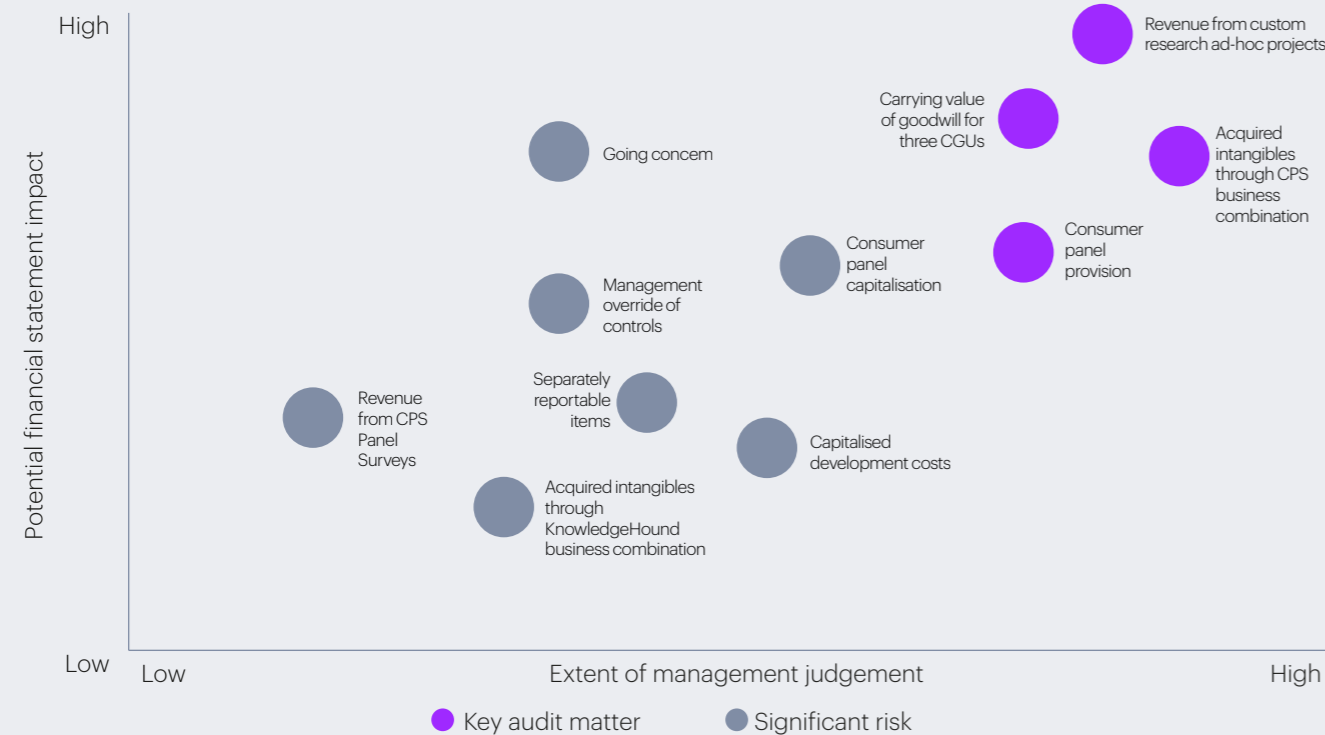 High
Potential financial statement impact
Low
Revenue from custom
research ad-hoc projects
Carrying value
of goodwill for
three CGUs
Acquired
intangibles
through CPS
business
combination
Going concern
Consumer
panel
provision
Consumer
panel
capitalisation
Management
override of
controls
Separately
reportable
items
Revenue
from CPS
Panel
Surveys
Capitalised
development costs
Acquired intangibles
through
KnowledgeHound
business combination
Low
Extent of management judgement
High
Key audit matter
Significant risk